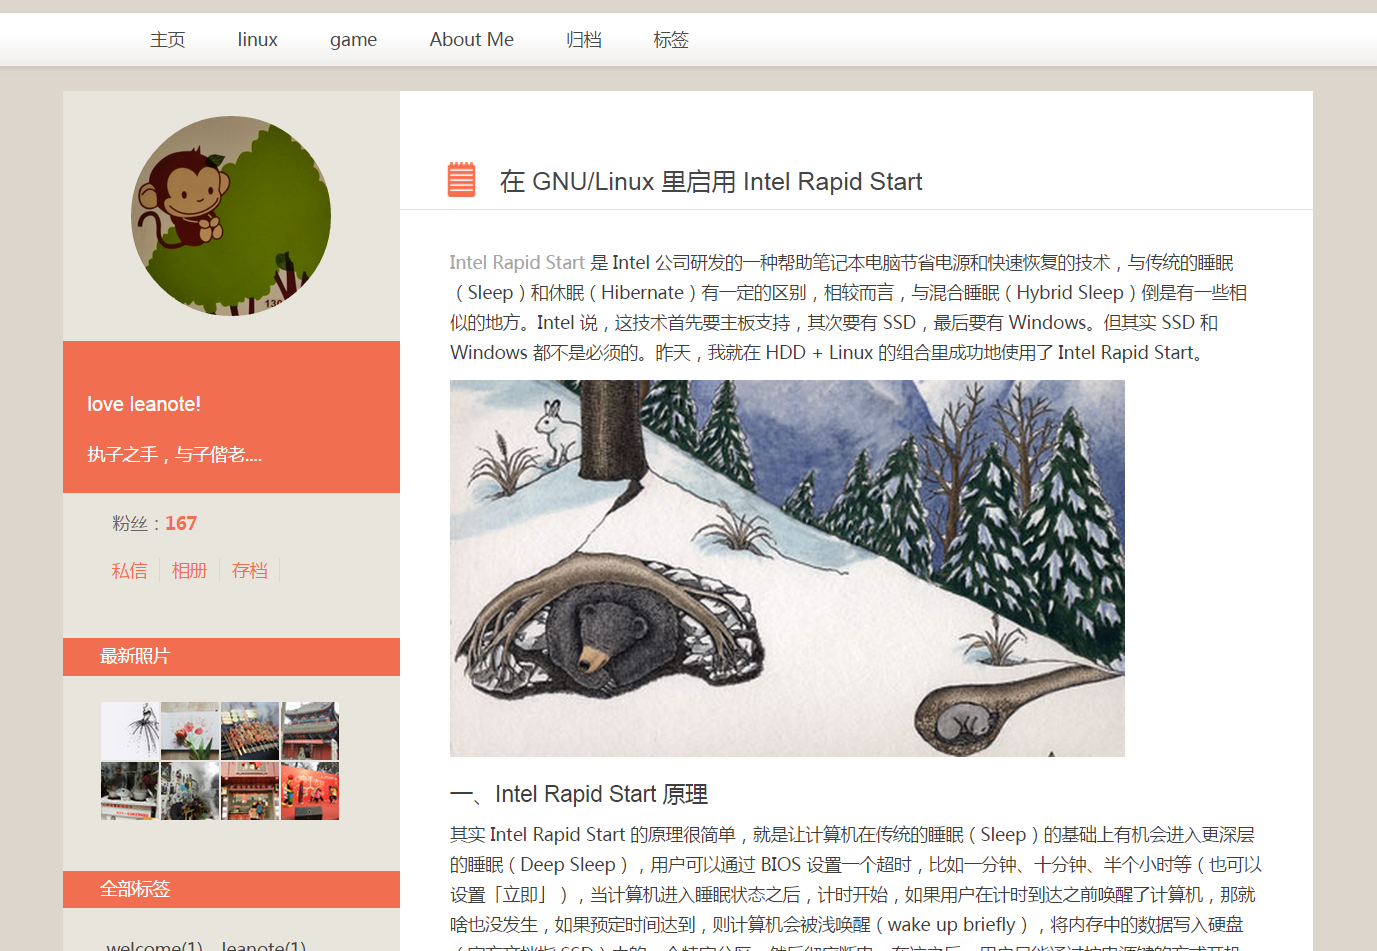 主页 linux game About Me 归档 标签
love leanote!
执子之手，与子偕老....
粉丝：167
私信 相册 存档
最新照片
全部标签
welcome(1) leanote(1)
在 GNU/Linux 里启用 Intel Rapid Start
Intel Rapid Start 是 Intel 公司研发的一种帮助笔记本电脑节省电源和快速恢复的技术，与传统的睡眠
（Sleep）和休眠（Hibernate）有一定的区别，相较而言，与混合睡眠（Hybrid Sleep）倒是有一些相
似的地方。Intel 说，这技术首先要主板支持，其次要有 SSD，最后要有 Windows。但其实 SSD 和
Windows 都不是必须的。昨天，我就在 HDD + Linux 的组合里成功地使用了 Intel Rapid Start。
一、Intel Rapid Start 原理
其实 Intel Rapid Start 的原理很简单，就是让计算机在传统的睡眠（Sleep）的基础上有机会进入更深层
的睡眠（Deep Sleep），用户可以通过 BIOS 设置一个超时，比如一分钟、十分钟、半个小时等（也可以
设置「立即」），当计算机进入睡眠状态之后，计时开始，如果用户在计时到达之前唤醒了计算机，那就
啥也没发生，如果预定时间达到，则计算机会被浅唤醒（wake up briefly），将内存中的数据写入硬盘